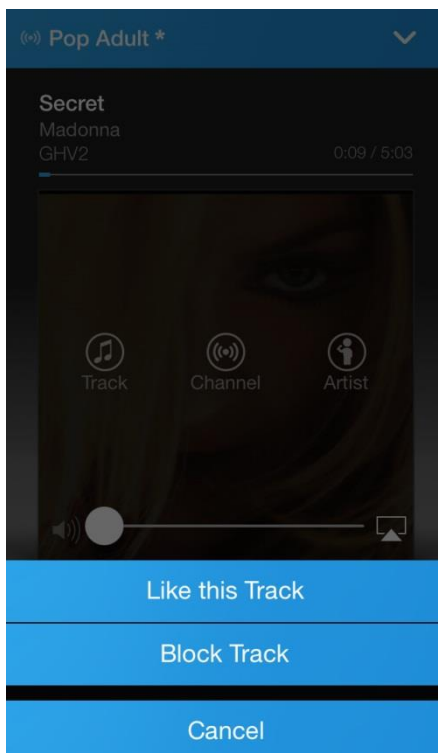 Pop Adult *
Secret
Madonna
GHV2 0:09 / 5:03
Track Channel Artist
Like this Track
Block Track
Cancel